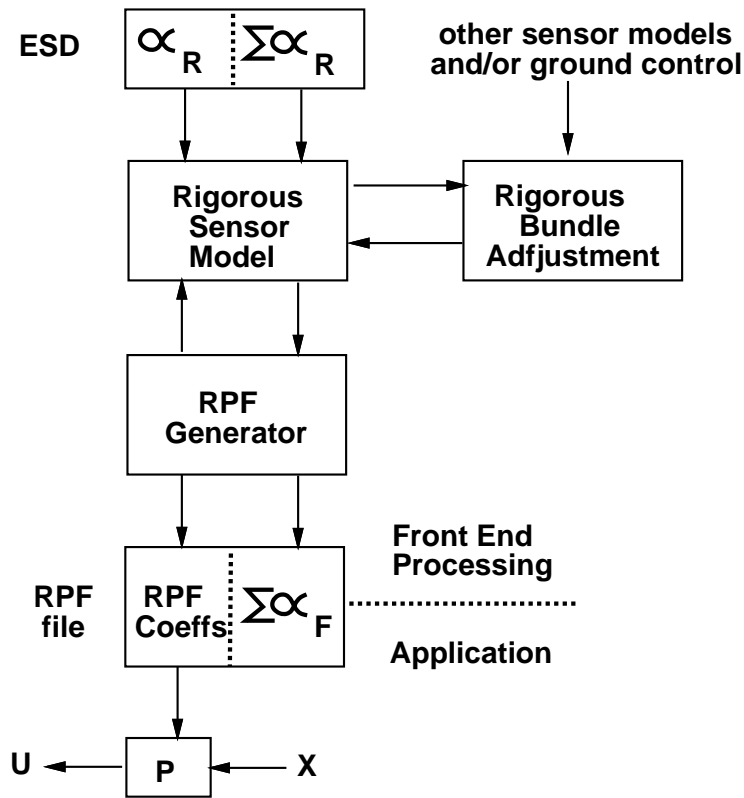 ESD
∝R
∑∝R
other sensor models
and/or ground control
Rigorous
Sensor
Model
Rigorous
Bundle
Adfjustment
RPF
Generator
Front End
Processing
RPF
file
RPF
Coeffs
∑∝F
Application
U
P
X